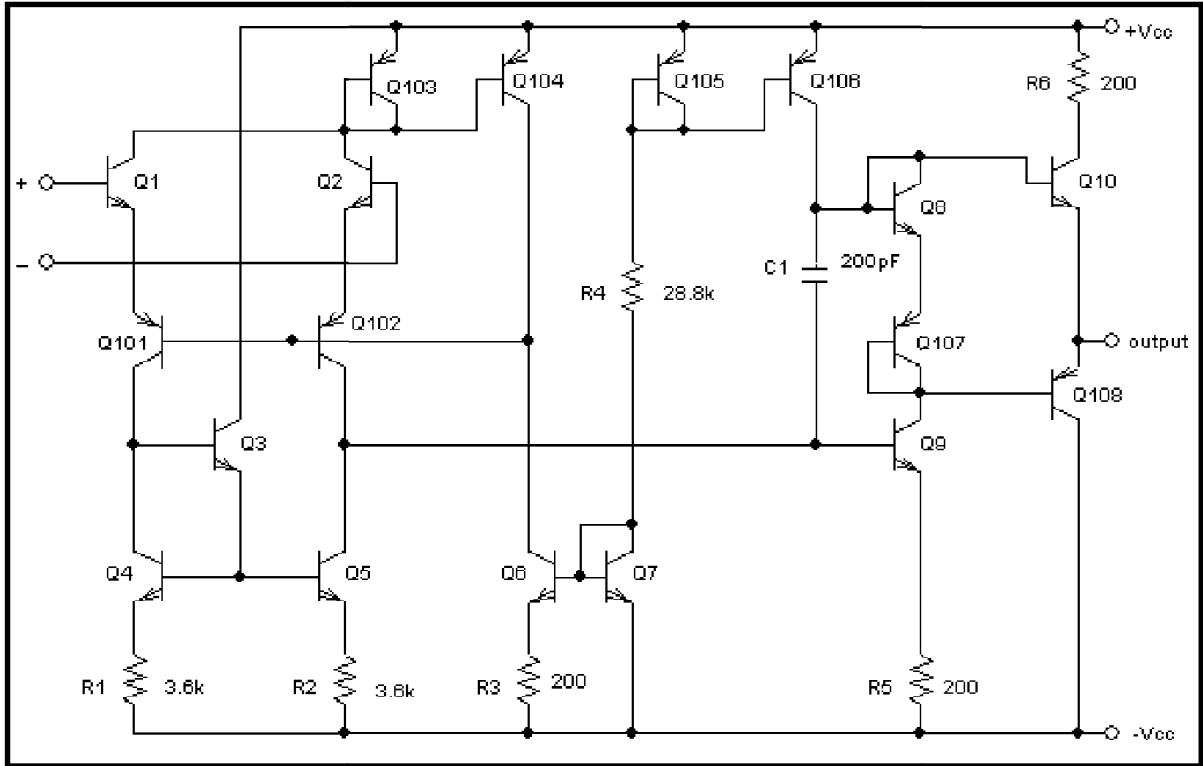 +Vcc
Q103
Q104
Q105
Q106
R6
200
+
Q1
Q2
Q8
Q10
−
C1
200pF
R4
28.8k
Q101
Q102
Q107
output
Q108
Q3
Q9
Q4
Q5
Q6
Q7
R1
3.6k
R2
3.6k
R3
200
R5
200
-Vcc